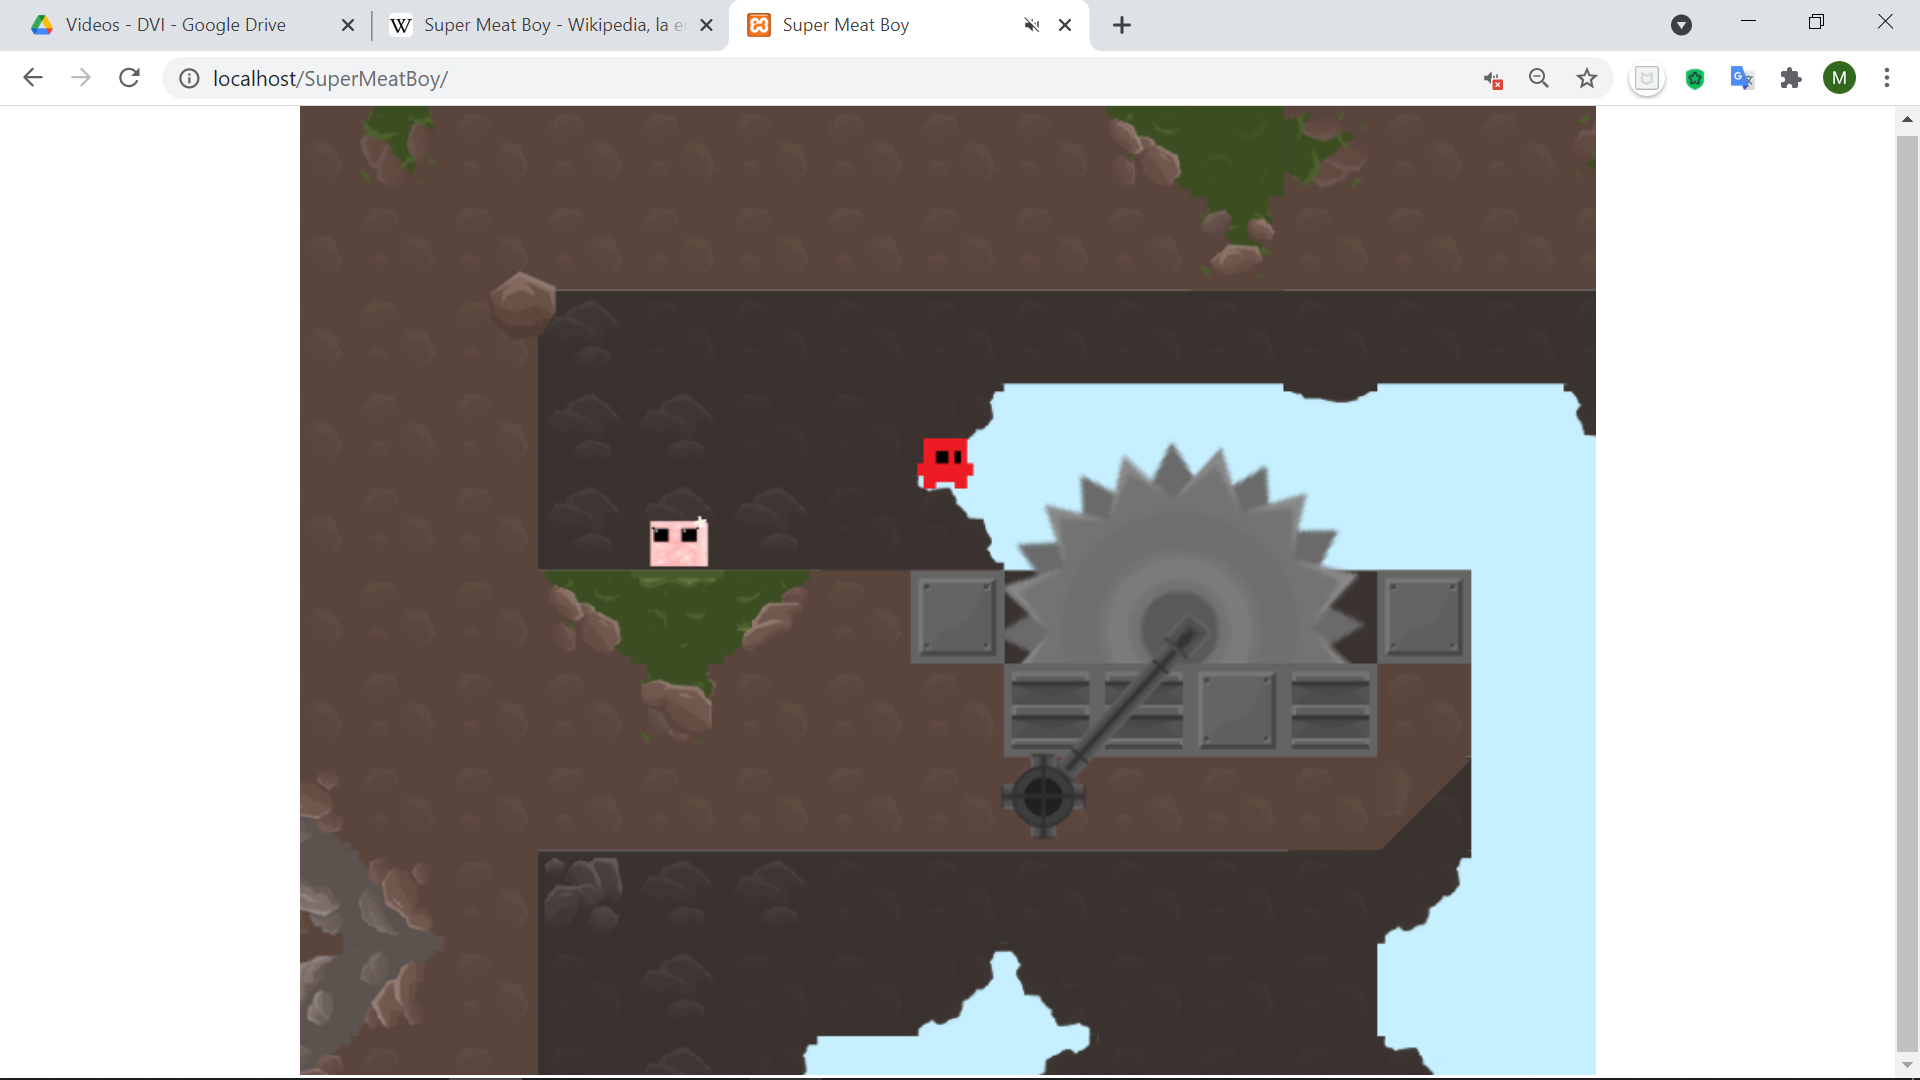 Videos - DVI - Google Drive
W
Super Meat Boy - Wikipedia, la e
Super Meat Boy
localhost/SuperMeatBoy/
M